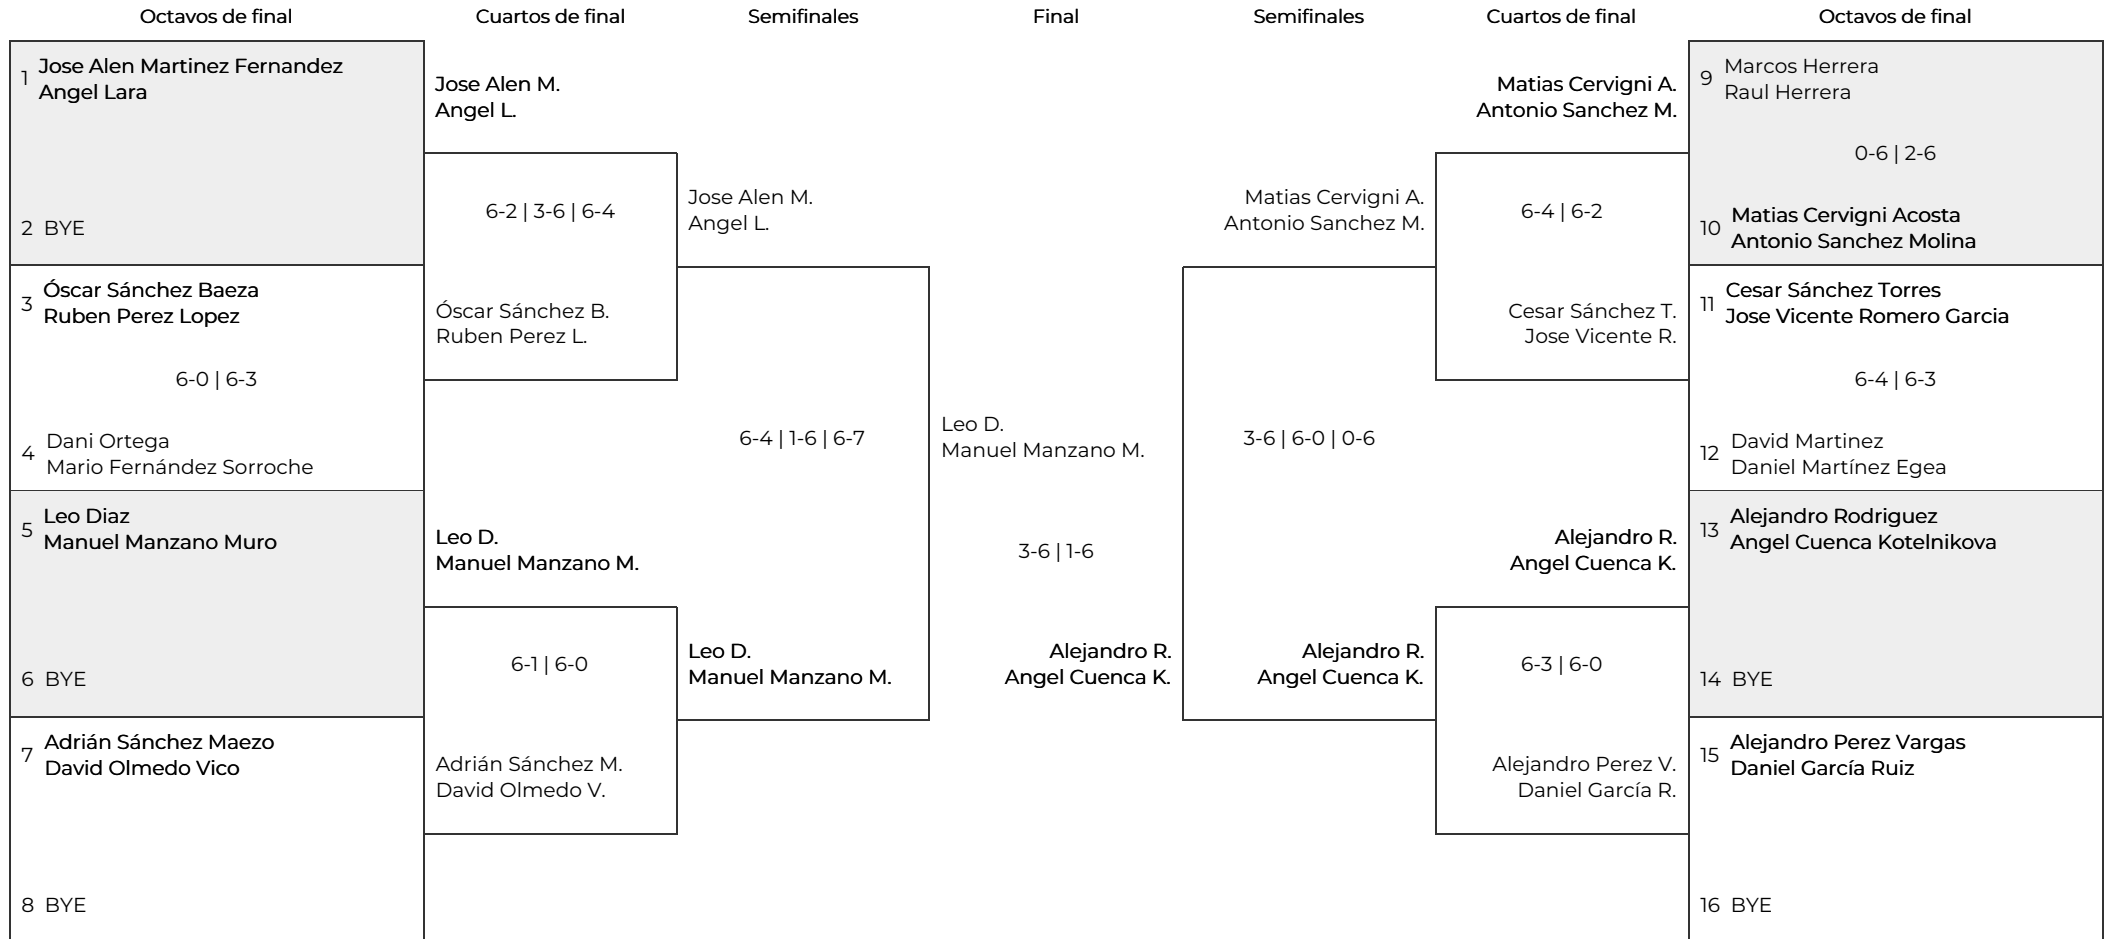 Octavos de final
Cuartos de final
Semifinales
Final
Semifinales
Cuartos de final
Octavos de final
1
Jose Alen Martinez Fernandez
Angel Lara
2 BYE
3
Óscar Sánchez Baeza
Ruben Perez Lopez
6-0 | 6-3
4
Dani Ortega
Mario Fernández Sorroche
5
Leo Diaz
Manuel Manzano Muro
6 BYE
7
Adrián Sánchez Maezo
David Olmedo Vico
8 BYE
Jose Alen M.
Angel L.
6-2 | 3-6 | 6-4
Óscar Sánchez B.
Ruben Perez L.
Leo D.
Manuel Manzano M.
6-1 | 6-0
Adrián Sánchez M.
David Olmedo V.
Jose Alen M.
Angel L.
6-4 | 1-6 | 6-7
Leo D.
Manuel Manzano M.
Leo D.
Manuel Manzano M.
3-6 | 1-6
Alejandro R.
Angel Cuenca K.
Matias Cervigni A.
Antonio Sanchez M.
3-6 | 6-0 | 0-6
Alejandro R.
Angel Cuenca K.
Matias Cervigni A.
Antonio Sanchez M.
6-4 | 6-2
Cesar Sánchez T.
Jose Vicente R.
Alejandro R.
Angel Cuenca K.
6-3 | 6-0
Alejandro Perez V.
Daniel García R.
9
Marcos Herrera
Raul Herrera
0-6 | 2-6
10
Matias Cervigni Acosta
Antonio Sanchez Molina
11
Cesar Sánchez Torres
Jose Vicente Romero Garcia
6-4 | 6-3
12
David Martinez
Daniel Martínez Egea
13
Alejandro Rodriguez
Angel Cuenca Kotelnikova
14 BYE
15
Alejandro Perez Vargas
Daniel García Ruiz
16 BYE